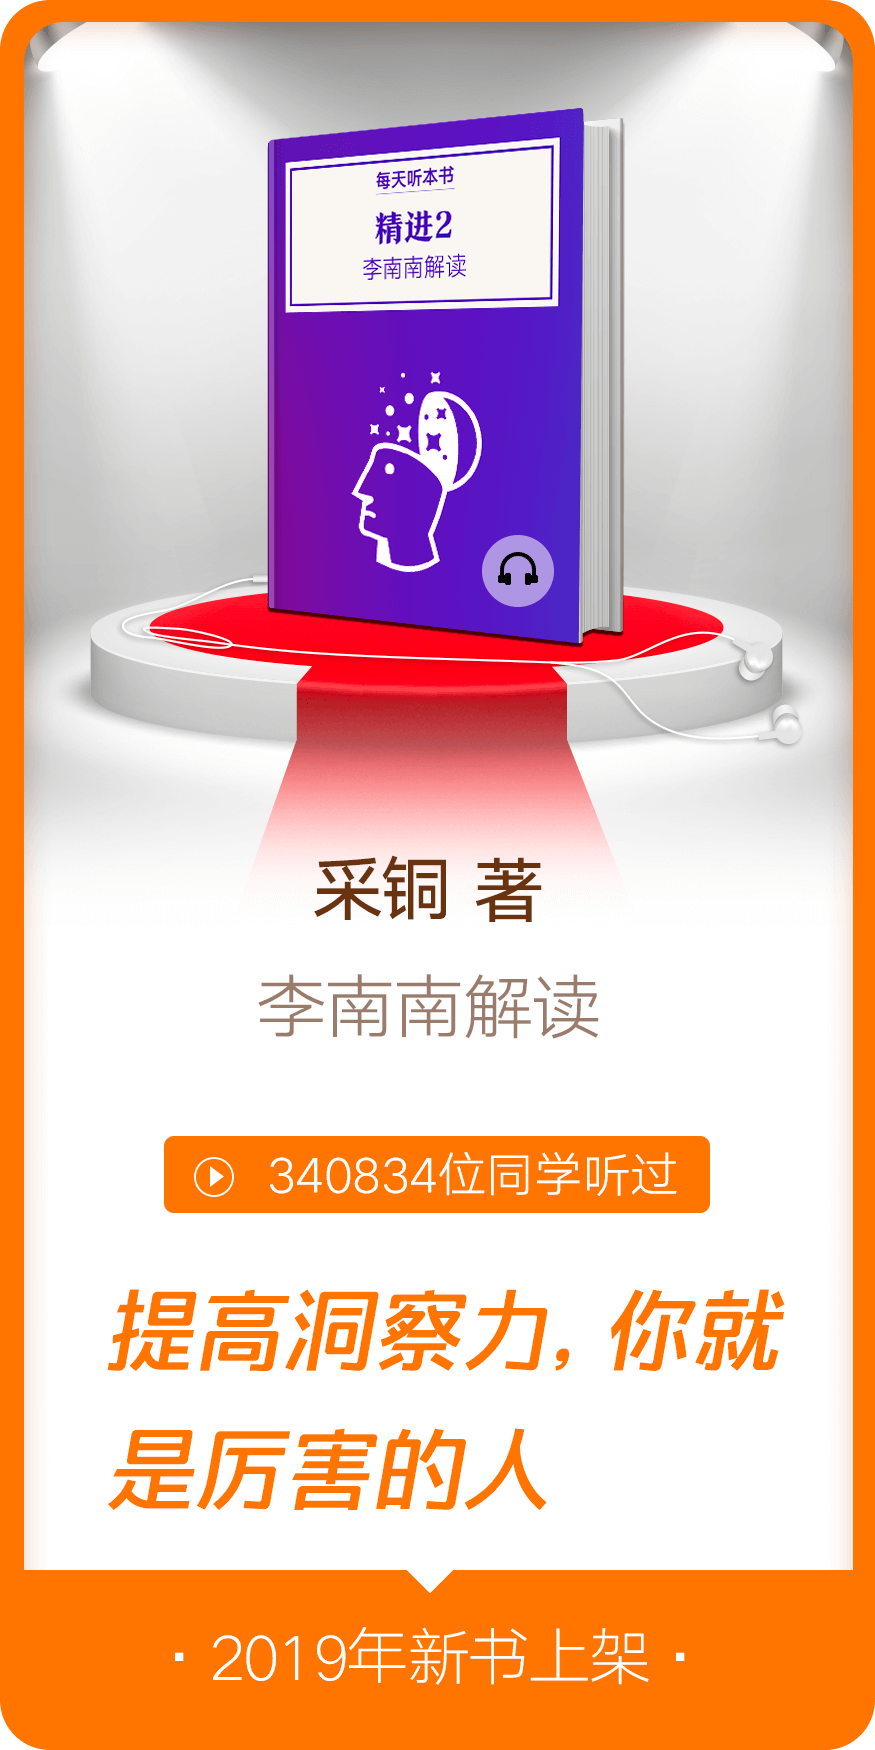 每天听本书
精进2
李南南解读
采铜 著
李南南解读
340834位同学听过
提高洞察力，你就
是厉害的人
·2019年新书上架·